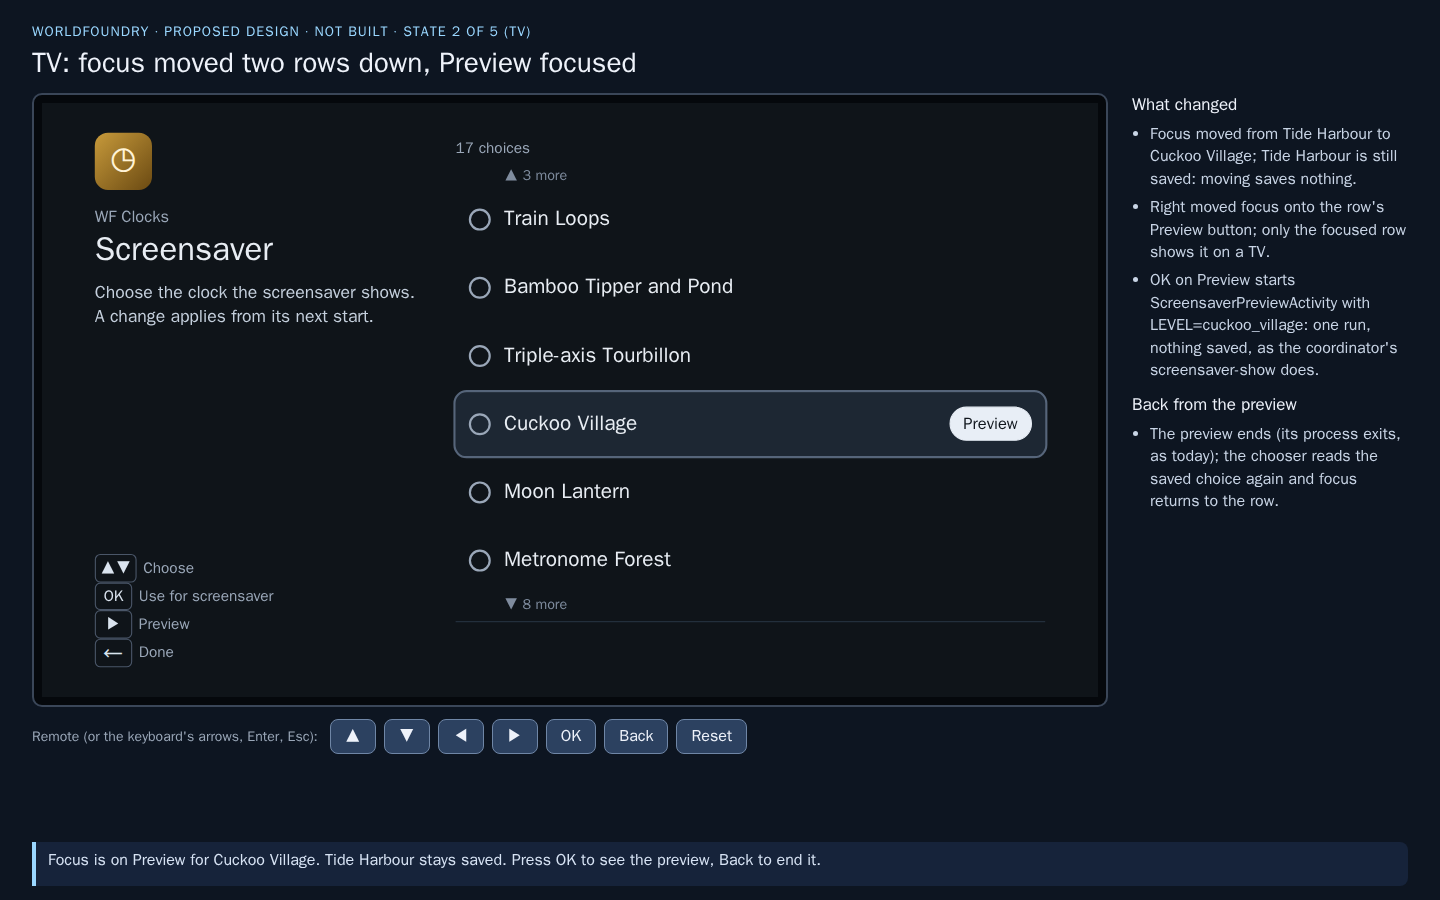 WORLDFOUNDRY · PROPOSED DESIGN · NOT BUILT · STATE 2 OF 5 (TV)
TV: focus moved two rows down, Preview focused
WF Clocks
Screensaver
Choose the clock the screensaver shows.
A change applies from its next start.
▲▼ Choose
OK Use for screensaver
▶ Preview
← Done
17 choices
▲ 3 more
Train Loops
Bamboo Tipper and Pond
Triple-axis Tourbillon
Cuckoo Village
Preview
Moon Lantern
Metronome Forest
▼ 8 more
What changed
• Focus moved from Tide Harbour to
Cuckoo Village; Tide Harbour is still
saved: moving saves nothing.
• Right moved focus onto the row's
Preview button; only the focused row
shows it on a TV.
• OK on Preview starts
ScreensaverPreviewActivity with
LEVEL=cuckoo_village: one run,
nothing saved, as the coordinator's
screensaver-show does.
Back from the preview
• The preview ends (its process exits,
as today); the chooser reads the
saved choice again and focus
returns to the row.
Remote (or the keyboard's arrows, Enter, Esc): ▲ ▼ ◀ ▶ OK Back Reset
Focus is on Preview for Cuckoo Village. Tide Harbour stays saved. Press OK to see the preview, Back to end it.